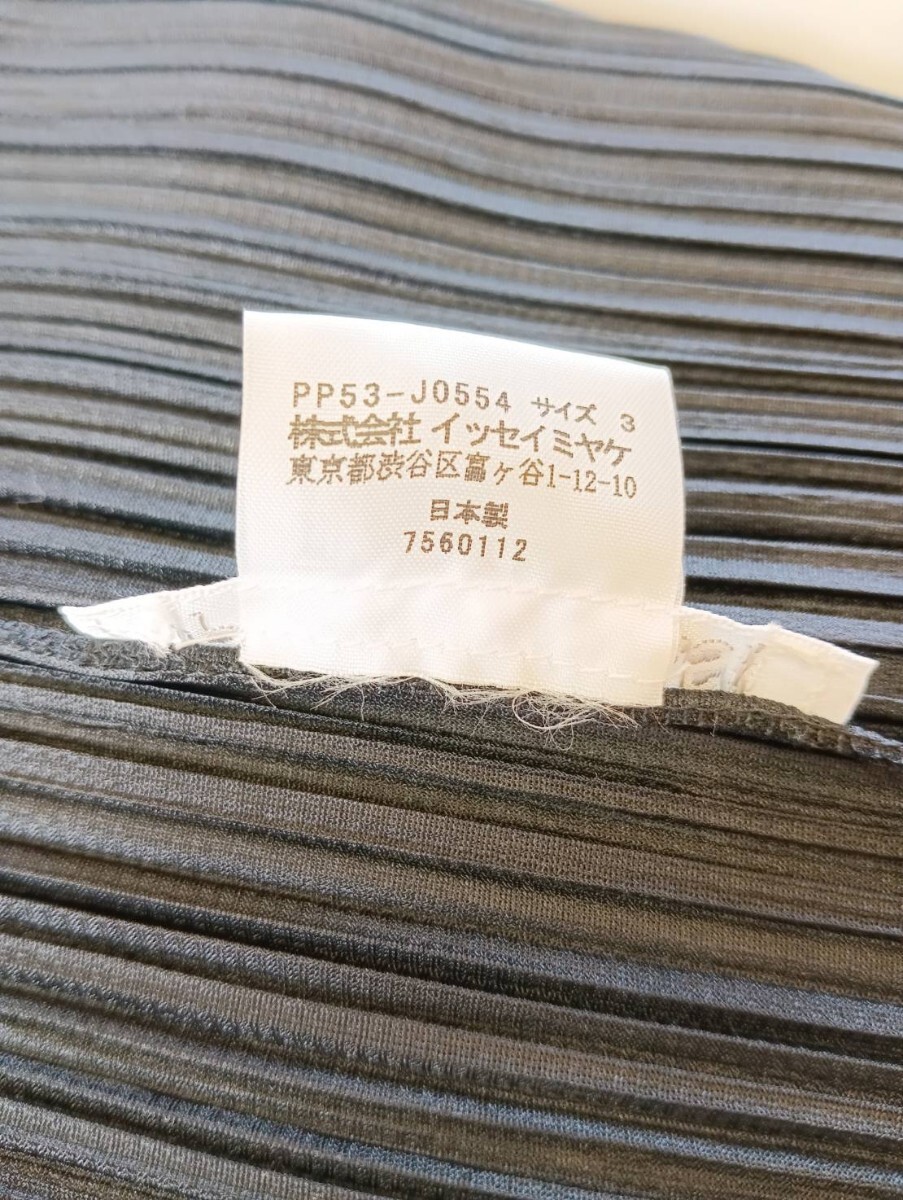 PP53-J0554 サイズ 3
株式会社 イッセイミヤケ
東京都渋谷区富ヶ谷1-12-10
日本製
7560112